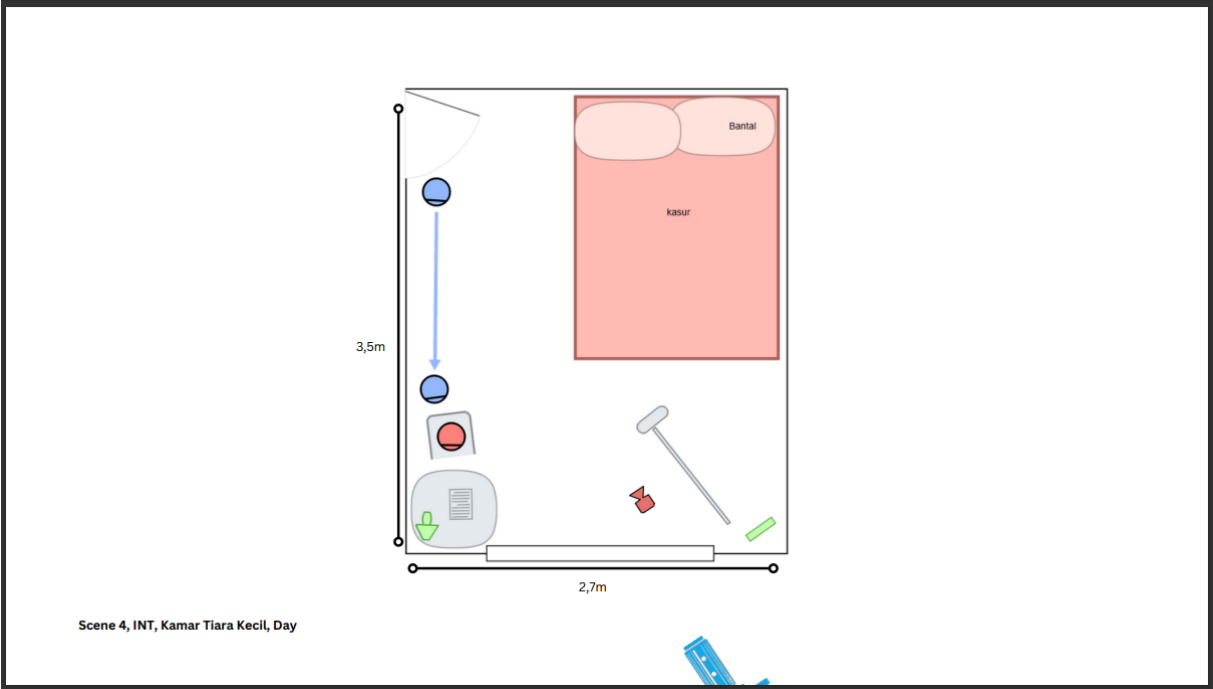 Bantal
kasur
3,5m
2,7m
Scene 4, INT, Kamar Tiara Kecil, Day